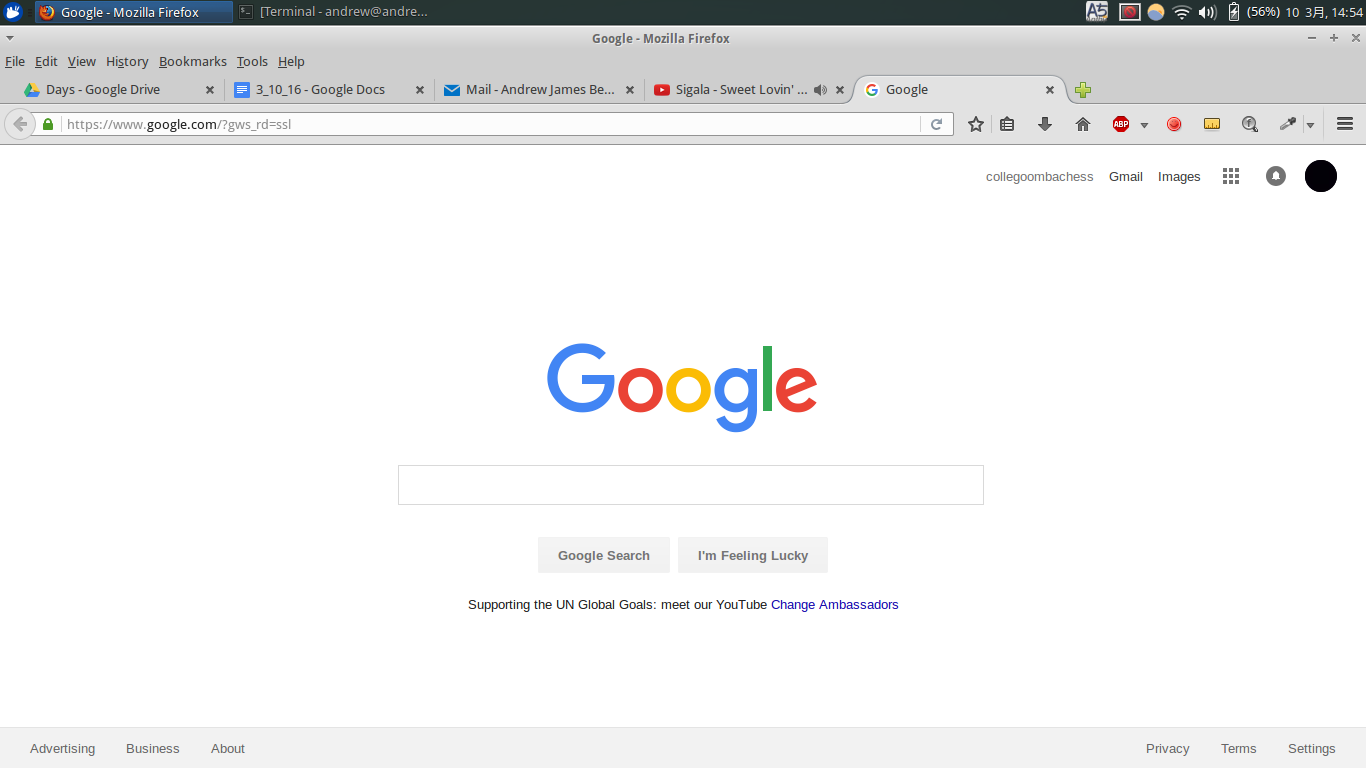 Google - Mozilla Firefox
[Terminal - andrew@andre...
(56%) 10 3月, 14:54
Google - Mozilla Firefox
File Edit View History Bookmarks Tools Help
Days - Google Drive
3_10_16 - Google Docs
Mail - Andrew James Be...
Sigala - Sweet Lovin' ...
Google
https://www.google.com/?gws_rd=ssl
ABP
collegoombachess Gmail Images
Google
Google Search
I'm Feeling Lucky
Supporting the UN Global Goals: meet our YouTube Change Ambassadors
Advertising Business About
Privacy Terms Settings